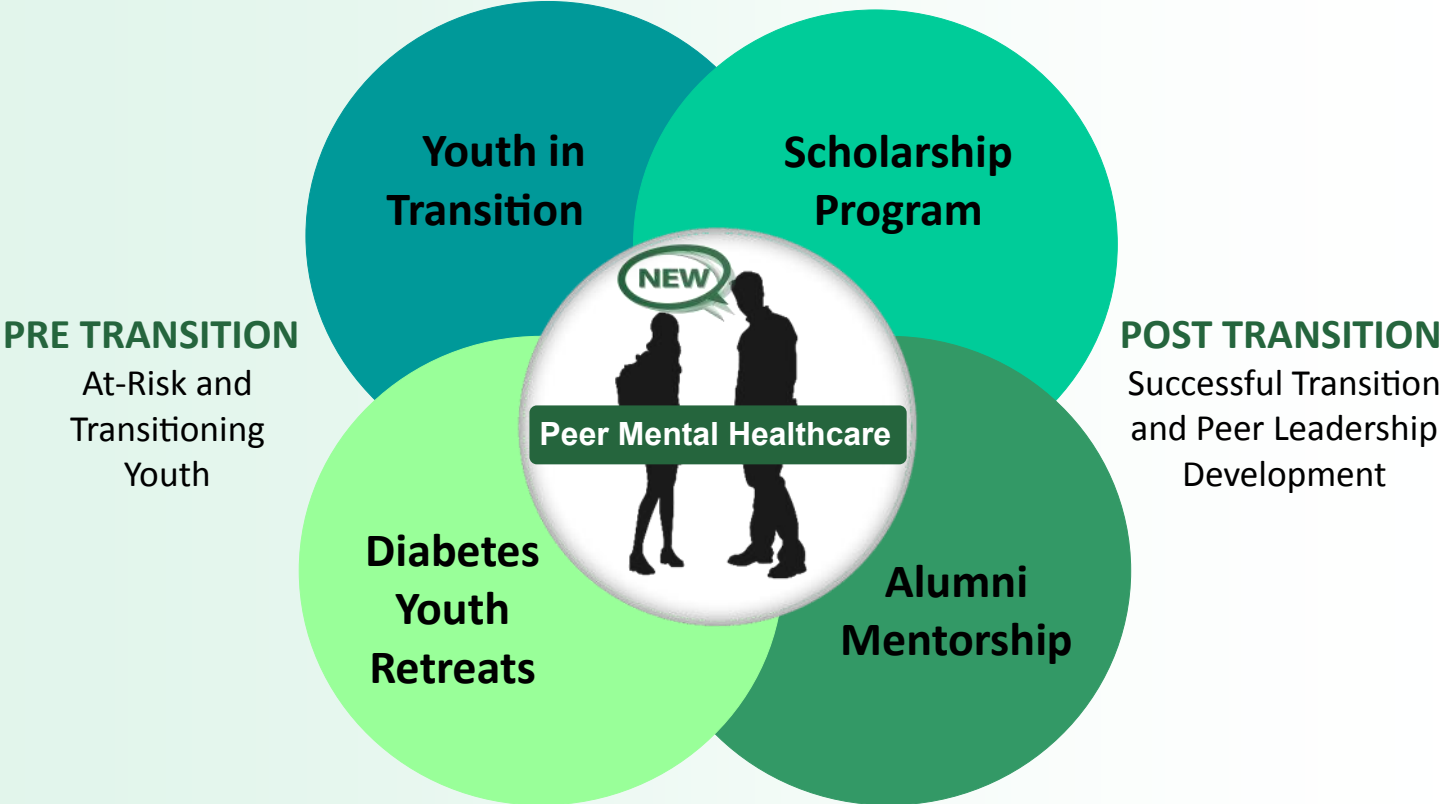 Youth in
Transition
Scholarship
Program
NEW
PRE TRANSITION
At-Risk and
Transitioning
Youth
Peer Mental Healthcare
POST TRANSITION
Successful Transition
and Peer Leadership
Development
Diabetes
Youth
Retreats
Alumni
Mentorship